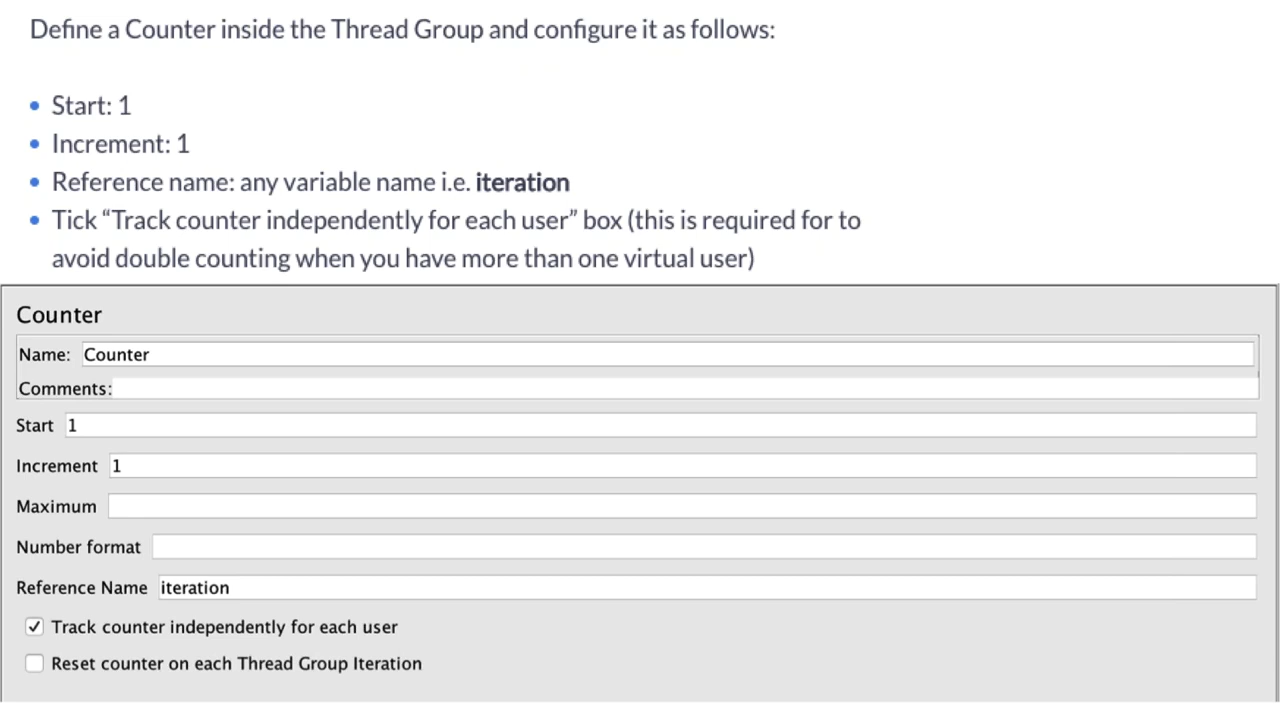 Define a Counter inside the Thread Group and configure it as follows:
Start: 1
Increment: 1
Reference name: any variable name i.e. iteration
Tick “Track counter independently for each user” box (this is required for to
avoid double counting when you have more than one virtual user)
Counter
Name: Counter
Comments:
Start 1
Increment 1
Maximum
Number format
Reference Name iteration
Track counter independently for each user
Reset counter on each Thread Group Iteration